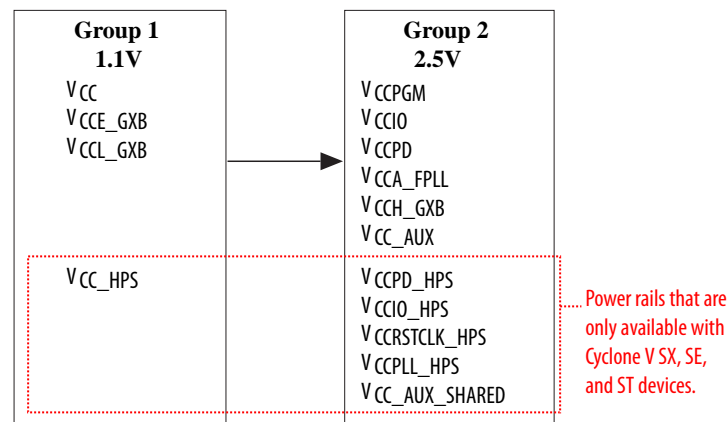 Group 1
1.1V
VCC
VCCE_GXB
VCCL_GXB
VCC_HPS
Group 2
2.5V
VCCPGM
VCCIO
VCCPD
VCCA_FPLL
VCCH_GXB
VCC_AUX
VCCPD_HPS
VCCIO_HPS
VCCRSTCLK_HPS
VCCPLL_HPS
VCC_AUX_SHARED
Power rails that are
only available with
Cyclone V SX, SE,
and ST devices.